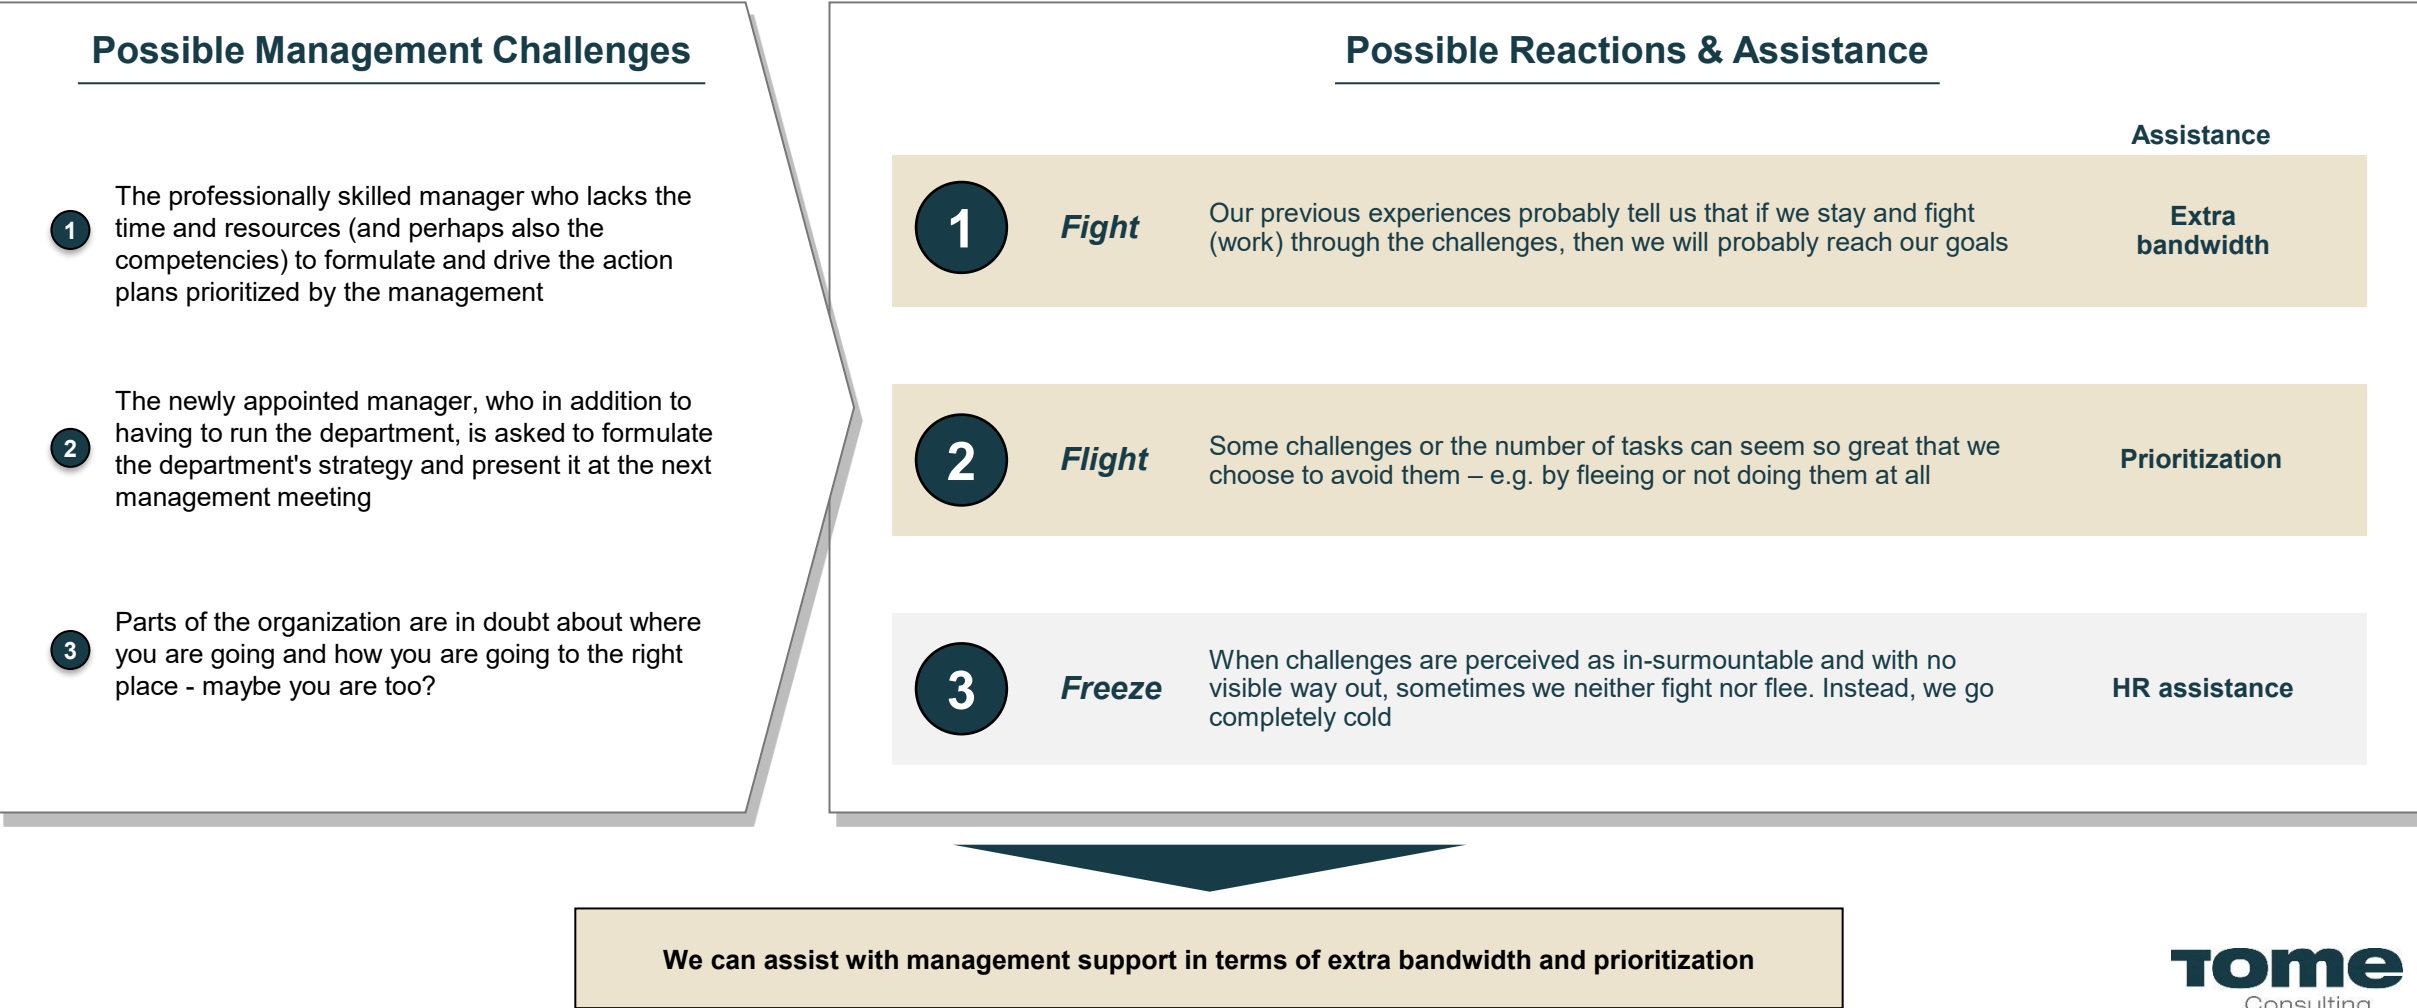 Possible Management Challenges
1
The professionally skilled manager who lacks the
time and resources (and perhaps also the
competencies) to formulate and drive the action
plans prioritized by the management
2
The newly appointed manager, who in addition to
having to run the department, is asked to formulate
the department's strategy and present it at the next
management meeting
3
Parts of the organization are in doubt about where
you are going and how you are going to the right
place - maybe you are too?
Possible Reactions & Assistance
Assistance
1
Fight
Our previous experiences probably tell us that if we stay and fight
(work) through the challenges, then we will probably reach our goals
Extra
bandwidth
2
Flight
Some challenges or the number of tasks can seem so great that we
choose to avoid them – e.g. by fleeing or not doing them at all
Prioritization
3
Freeze
When challenges are perceived as in-surmountable and with no
visible way out, sometimes we neither fight nor flee. Instead, we go
completely cold
HR assistance
We can assist with management support in terms of extra bandwidth and prioritization
Tome
Consulting